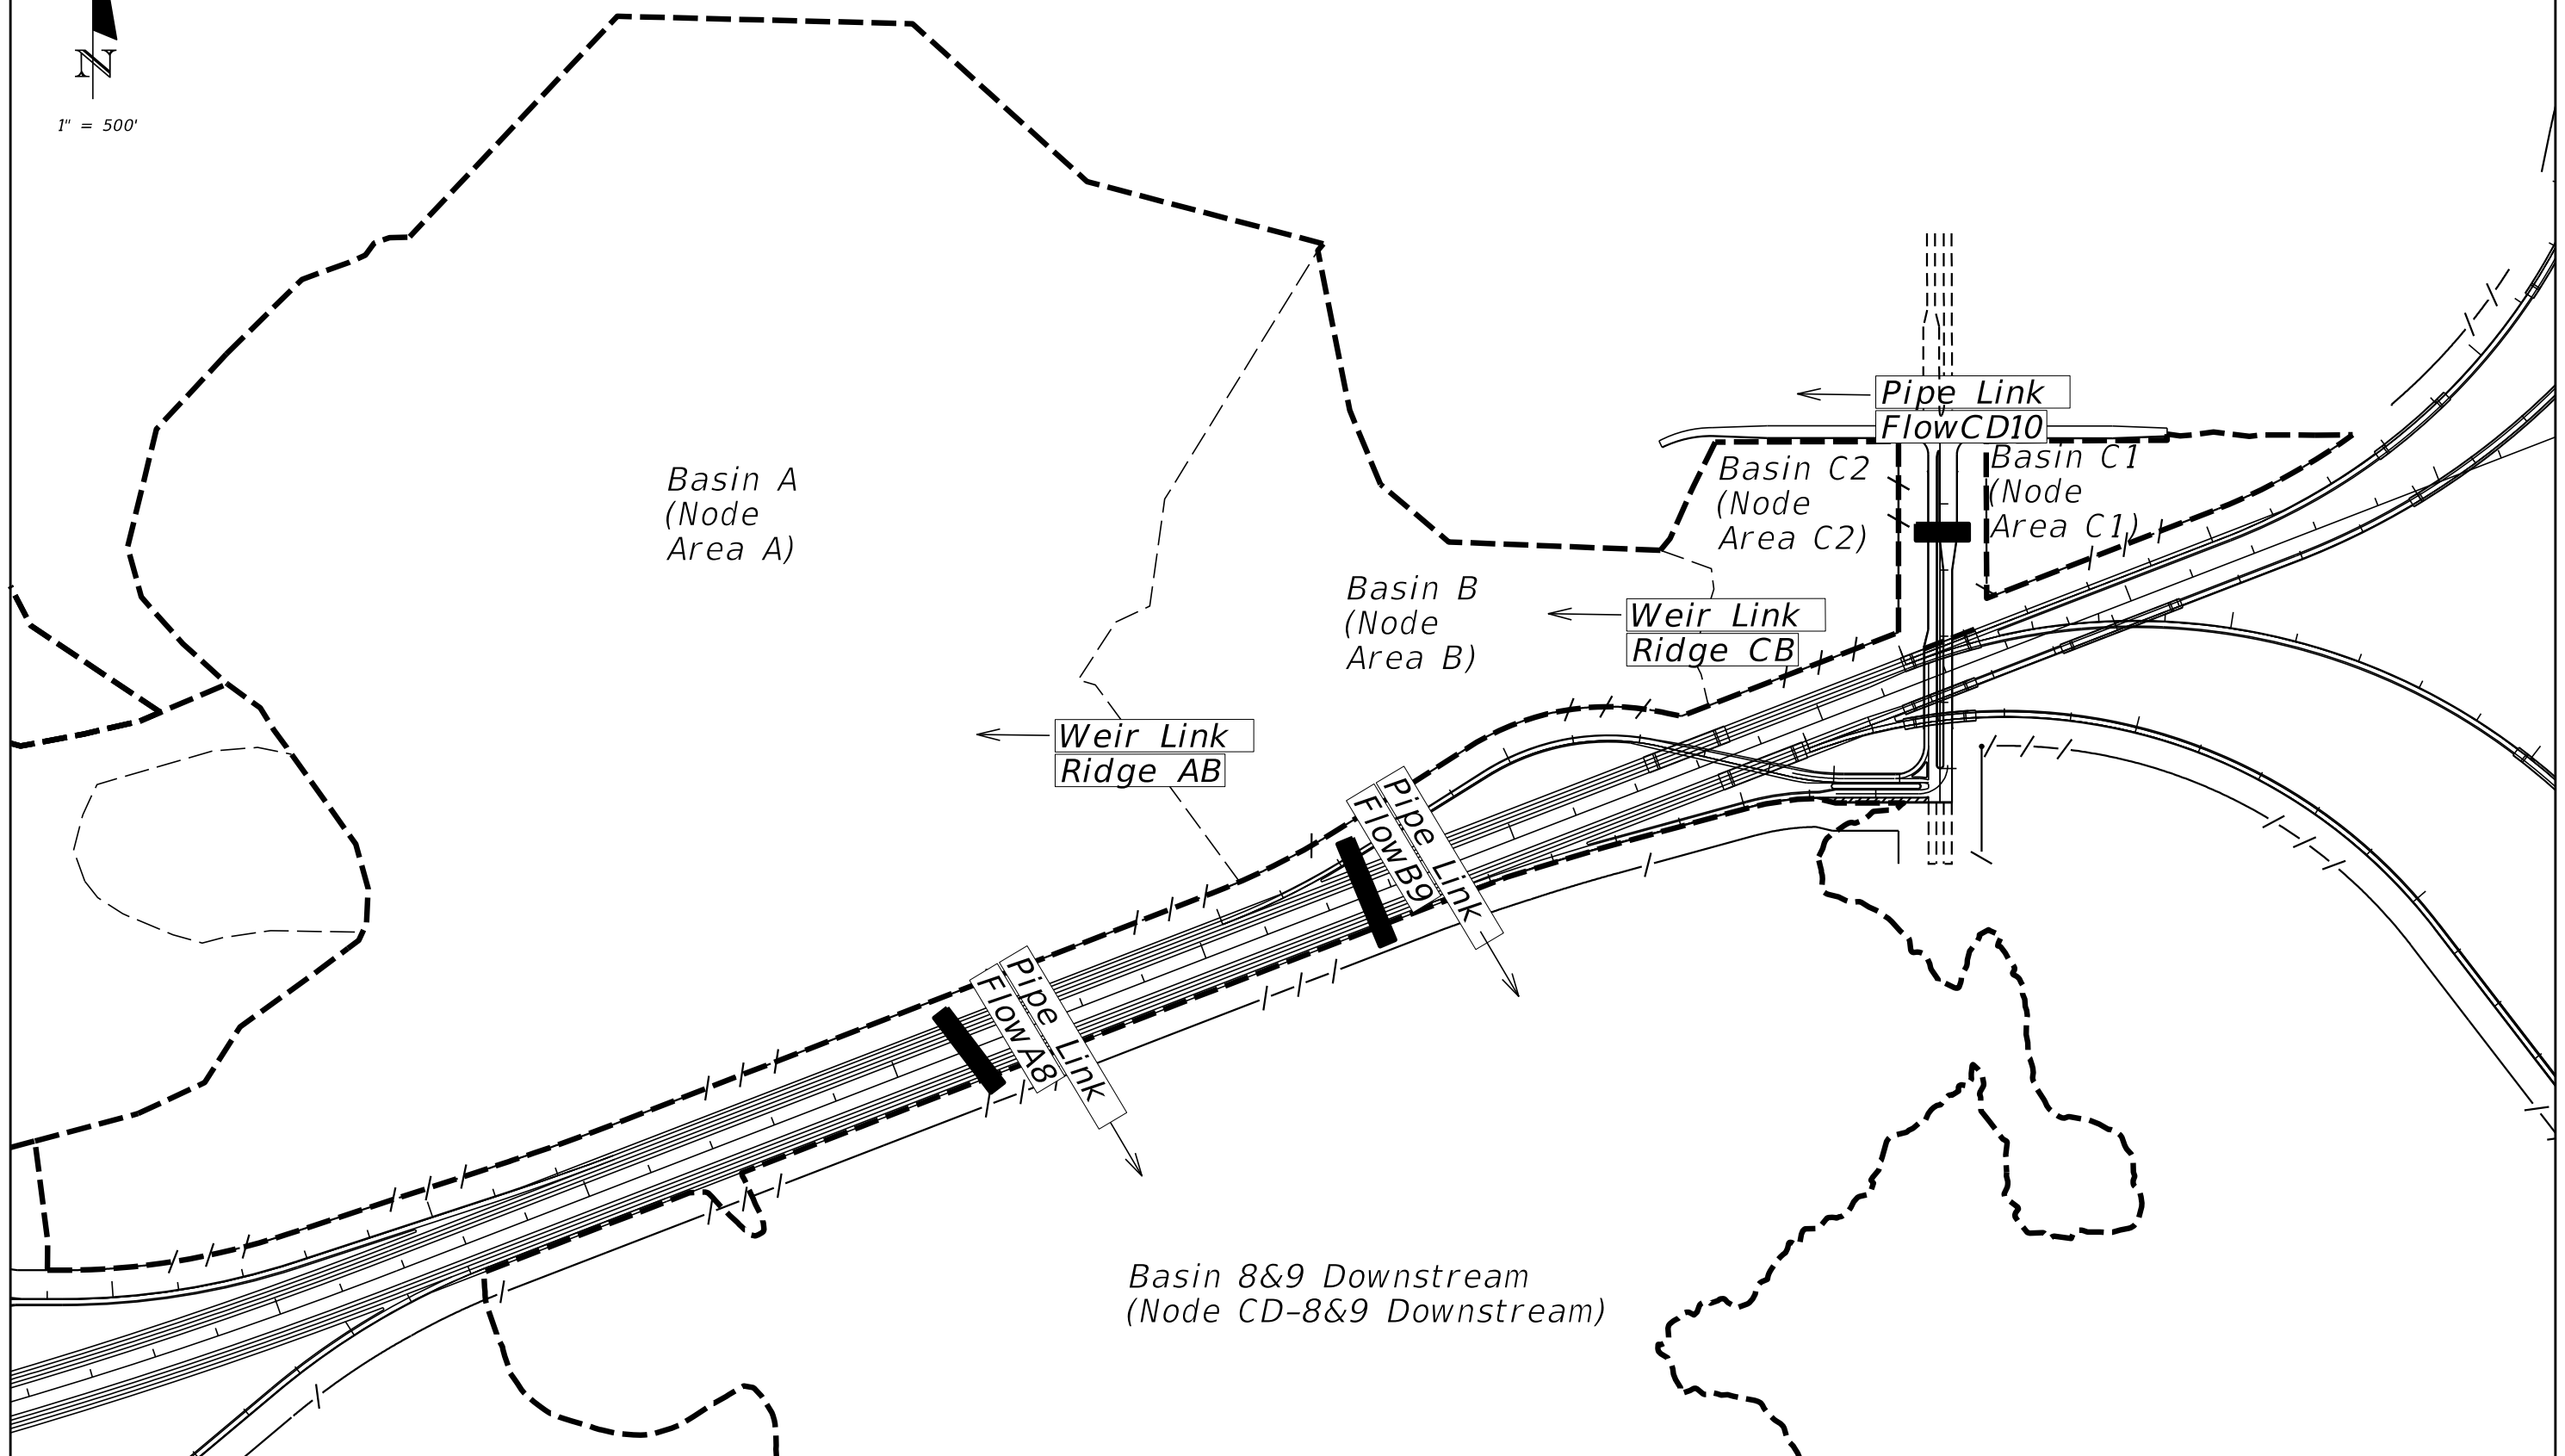 N
1" = 500'
Pipe Link
FlowCD10
Basin C1
(Node
Area C1)
Basin C2
(Node
Area C2)
Basin A
(Node
Area A)
Basin B
(Node
Area B)
Weir Link
Ridge CB
Weir Link
Ridge AB
Pipe Link
FlowB9
Pipe Link
FlowA8
Basin 8&9 Downstream
(Node CD-8&9 Downstream)